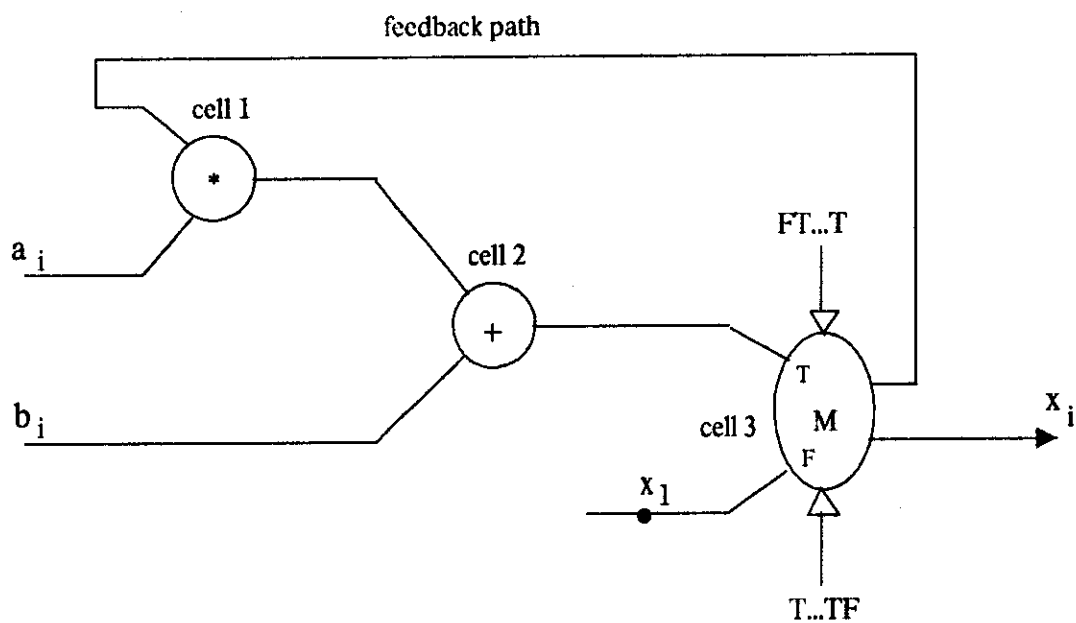 feedback path
cell 1
*
a i
cell 2
FT...T
+
T
b i
cell 3
M
x i
F
x 1
T...TF